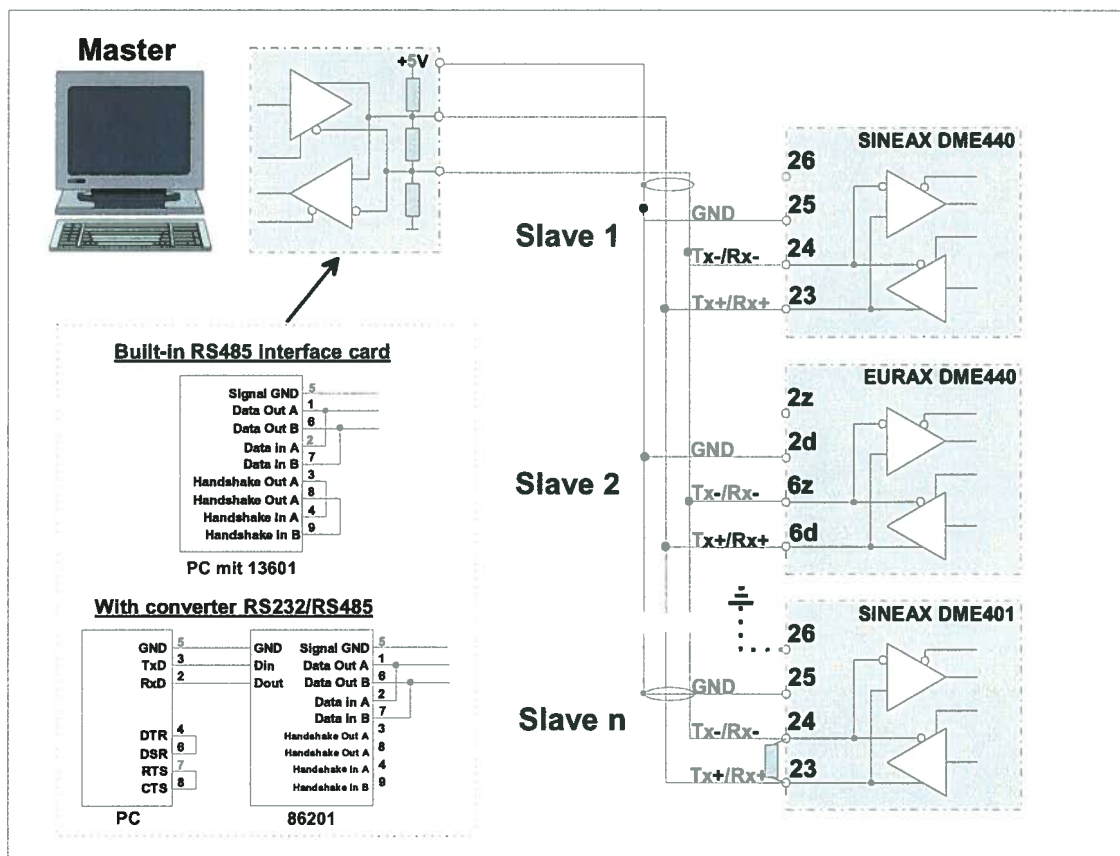 Master
+5V
SINEAX DME440
26
25
GND
24
Tx-/Rx-
23
Tx+/Rx+
Slave 1
Built-in RS485 interface card
Signal GND 5
Data Out A 1
Data Out B 6
Data in A 2
Data in B 7
Handshake Out A 3
Handshake Out A 8
Handshake In A 4
Handshake In B 9
PC mit 13601
EURAX DME440
2z
2d
GND
6z
Tx-/Rx-
6d
Tx+/Rx+
Slave 2
With converter RS232/RS485
GND 5
TxD 3
RxD 2
DTR 4
DSR 6
RTS 7
CTS 8
PC
GND
Din
Dout
Signal GND 5
Data Out A 1
Data Out B 6
Data in A 2
Data in B 7
Handshake Out A 3
Handshake Out A 8
Handshake In A 4
Handshake In B 9
86201
SINEAX DME401
26
25
GND
24
Tx-/Rx-
23
Tx+/Rx+
Slave n